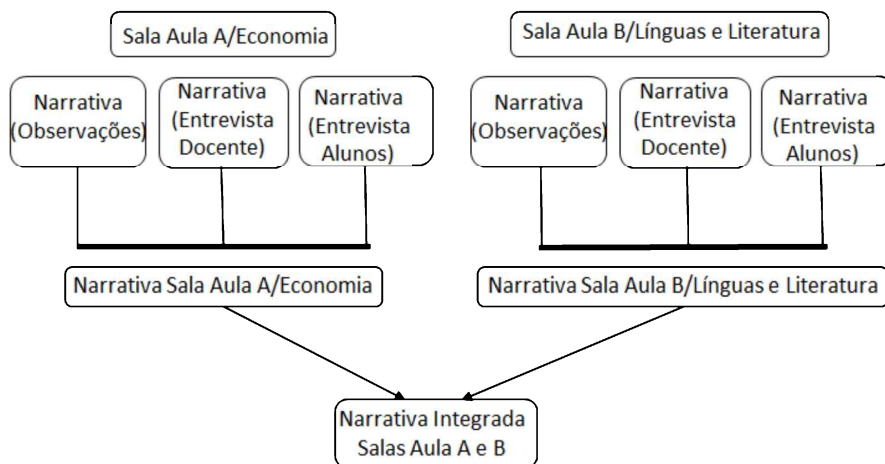 Sala Aula A/Economia
Sala Aula B/Línguas e Literatura
Narrativa
(Observações)
Narrativa
(Entrevista
Docente)
Narrativa
(Entrevista
Alunos)
Narrativa
(Observações)
Narrativa
(Entrevista
Docente)
Narrativa
(Entrevista
Alunos)
Narrativa Sala Aula A/Economia
Narrativa Sala Aula B/Línguas e Literatura
Narrativa Integrada
Salas Aula A e B